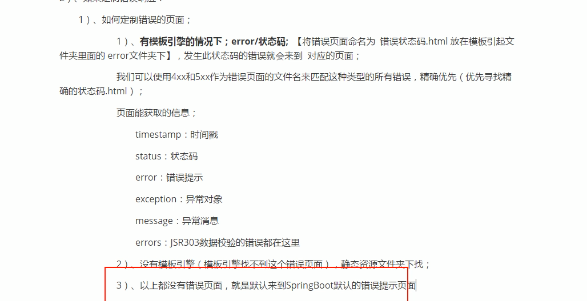 1）、如何定制错误的页面；
1）、有模板引擎的情况下；error/状态码; 【将错误页面命名为 错误状态码.html 放在模板引起文
件夹里面的 error文件夹下】，发生此状态码的错误就会来到 对应的页面；
我们可以使用4xx和5xx作为错误页面的文件名来匹配这种类型的所有错误，精确优先（优先寻找精
确的状态码.html）；
页面能获取的信息；
timestamp：时间戳
status：状态码
error：错误提示
exception：异常对象
message：异常消息
errors：JSR303数据校验的错误都在这里
2）、没有模板引擎（模板引擎找不到这个错误页面），静态资源文件夹下找；
3）、以上都没有错误页面，就是默认来到SpringBoot默认的错误提示页面